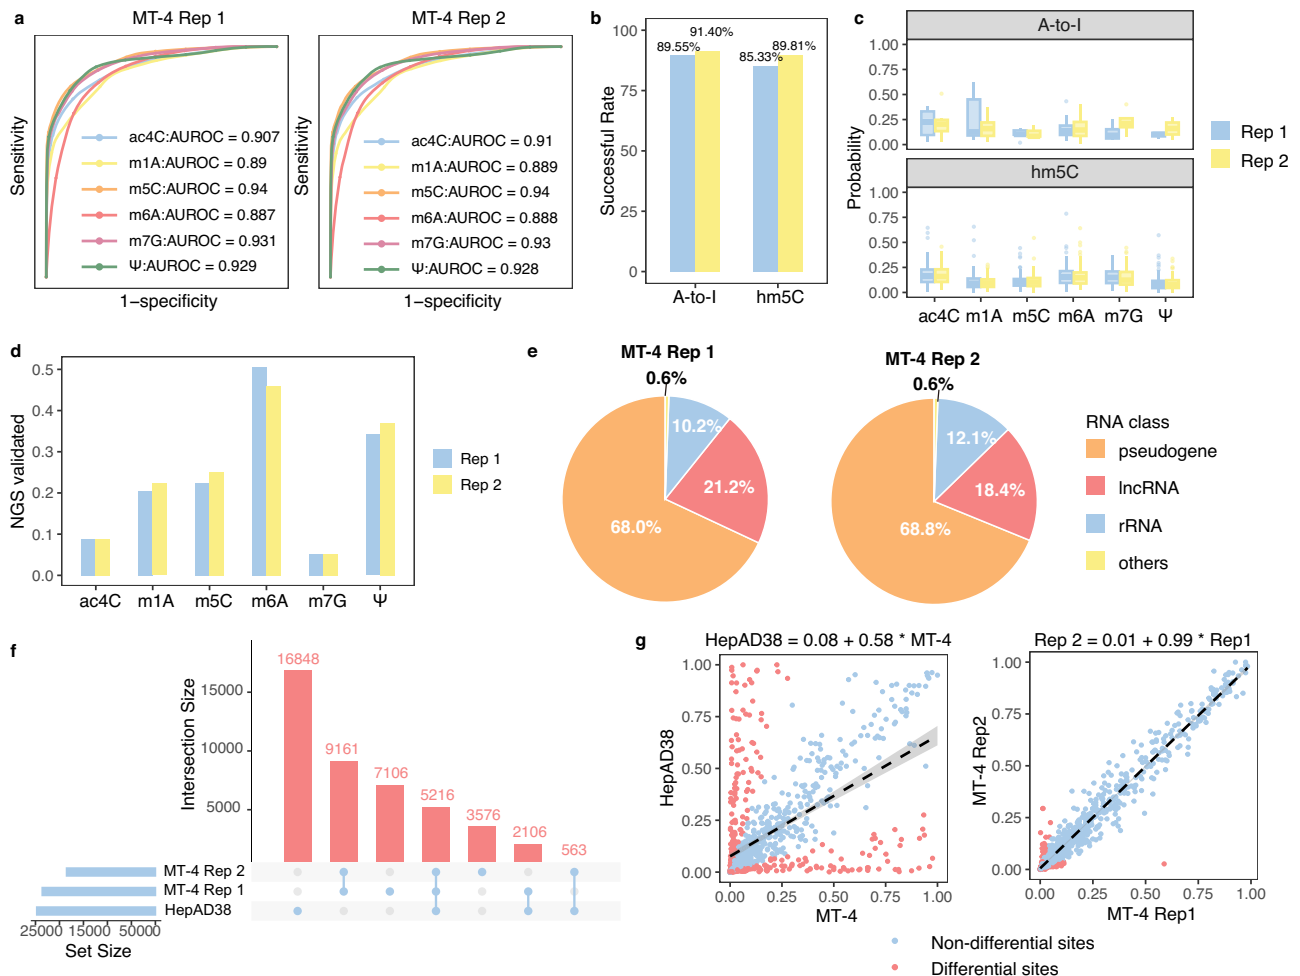 a
MT-4 Rep 1
MT-4 Rep 2
Sensitivity
ac4C:AUROC = 0.907
m1A:AUROC = 0.89
m5C:AUROC = 0.94
m6A:AUROC = 0.887
m7G:AUROC = 0.931
Ψ:AUROC = 0.929
1−specificity
Sensitivity
ac4C:AUROC = 0.91
m1A:AUROC = 0.889
m5C:AUROC = 0.94
m6A:AUROC = 0.888
m7G:AUROC = 0.93
Ψ:AUROC = 0.928
1−specificity
b
Successful Rate
100
75
50
25
0
89.55%
91.40%
85.33%
89.81%
A-to-I
hm5C
c
Probability
A-to-I
1.00
0.75
0.50
0.25
0.00
hm5C
1.00
0.75
0.50
0.25
0.00
ac4C m1A m5C m6A m7G Ψ
Rep 1
Rep 2
d
NGS validated
0.5
0.4
0.3
0.2
0.1
0.0
ac4C m1A m5C m6A m7G Ψ
Rep 1
Rep 2
e
MT-4 Rep 1
0.6%
10.2%
21.2%
68.0%
MT-4 Rep 2
0.6%
12.1%
18.4%
68.8%
RNA class
pseudogene
lncRNA
rRNA
others
f
Intersection Size
15000
10000
5000
16848
9161
7106
5216
3576
2106
563
MT-4 Rep 2
MT-4 Rep 1
HepAD38
25000 15000 50000
Set Size
g
HepAD38 = 0.08 + 0.58 * MT-4
HepAD38
1.00
0.75
0.50
0.25
0.00
0.00 0.25 0.50 0.75 1.00
MT-4
Rep 2 = 0.01 + 0.99 * Rep1
MT-4 Rep2
1.00
0.75
0.50
0.25
0.00
0.00 0.25 0.50 0.75 1.00
MT-4 Rep1
Non-differential sites
Differential sites